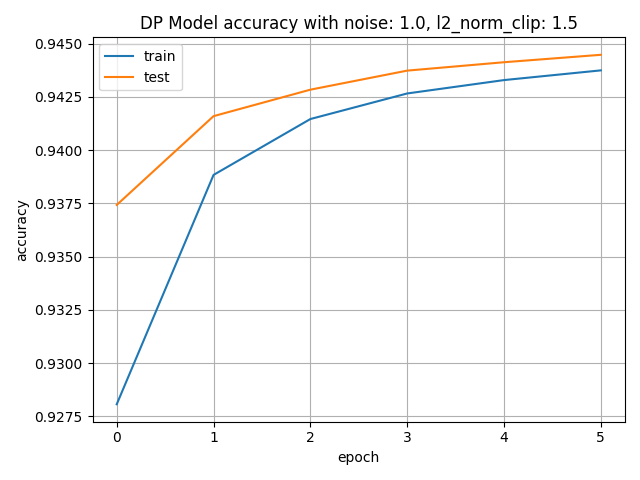 DP Model accuracy with noise: 1.0, l2_norm_clip: 1.5
train
test
0.9450
0.9425
0.9400
0.9375
0.9350
0.9325
0.9300
0.9275
accuracy
0 1 2 3 4 5
epoch